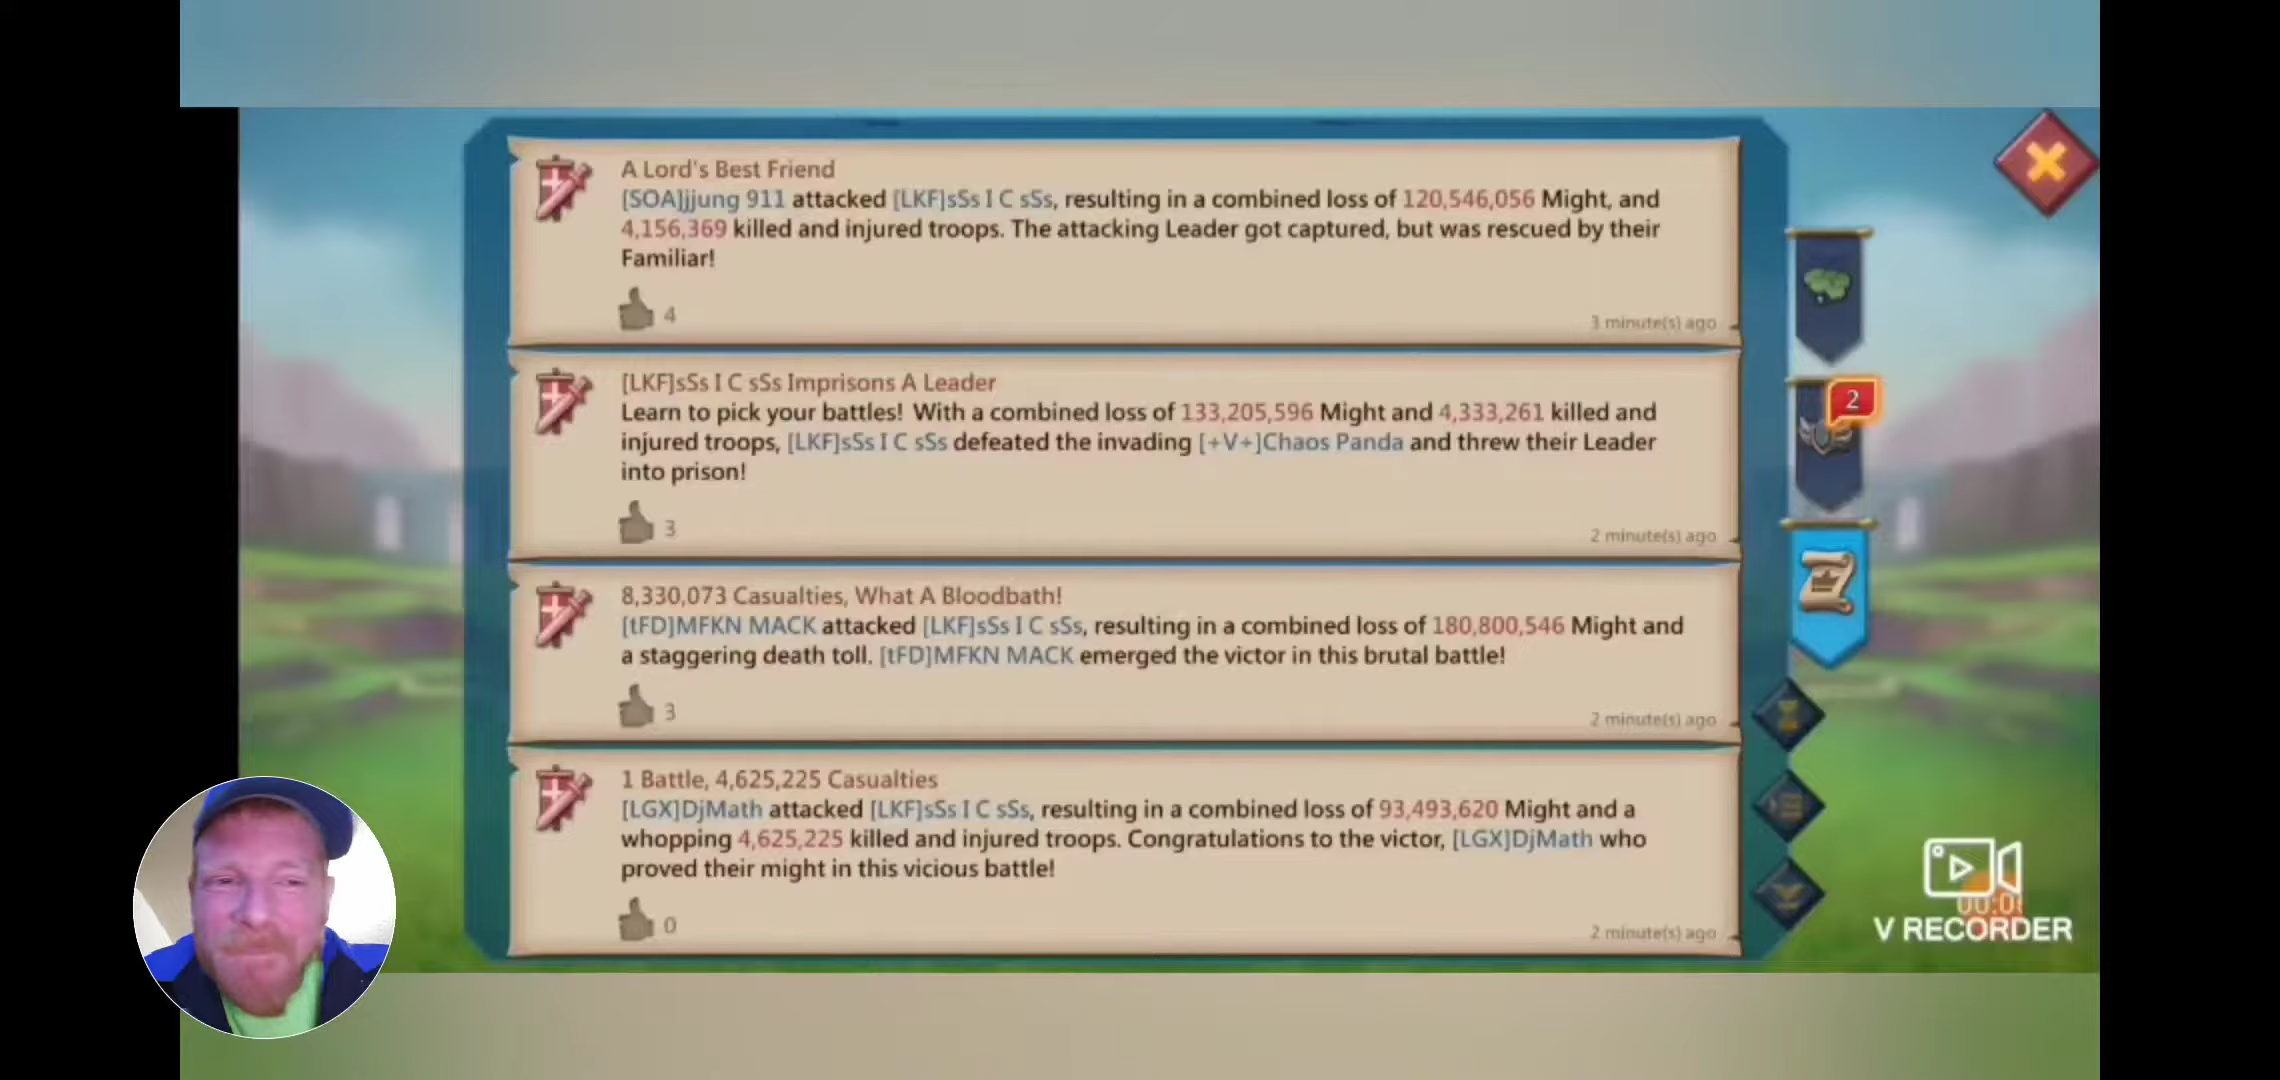 A Lord's Best Friend
[SOA]jjung 911 attacked [LKF]sSs I C sSs, resulting in a combined loss of 120,546,056 Might, and
4,156,369 killed and injured troops. The attacking Leader got captured, but was rescued by their
Familiar!
4
3 minute(s) ago
[LKF]sSs I C sSs Imprisons A Leader
Learn to pick your battles! With a combined loss of 133,205,596 Might and 4,333,261 killed and
injured troops, [LKF]sSs I C sSs defeated the invading [+V+]Chaos Panda and threw their Leader
into prison!
3
2 minute(s) ago
2
8,330,073 Casualties, What A Bloodbath!
[tFD]MFKN MACK attacked [LKF]sSs I C sSs, resulting in a combined loss of 180,800,546 Might and
a staggering death toll. [tFD]MFKN MACK emerged the victor in this brutal battle!
3
2 minute(s) ago
1 Battle, 4,625,225 Casualties
[LGX]DjMath attacked [LKF]sSs I C sSs, resulting in a combined loss of 93,493,620 Might and a
whopping 4,625,225 killed and injured troops. Congratulations to the victor, [LGX]DjMath who
proved their might in this vicious battle!
0
2 minute(s) ago
V RECORDER